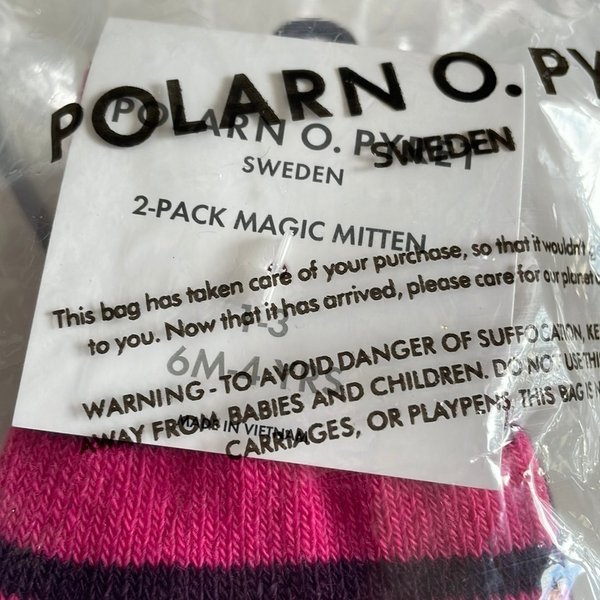 POLARN O. PY
SWEDEN
POLARN O. PYRET
SWEDEN
2-PACK MAGIC MITTEN
This bag has taken care of your purchase, so that it wouldn't
to you. Now that it has arrived, please care for our planet
1-3
6M-4 YRS
WARNING - TO AVOID DANGER OF SUFFOCATION, KE
AWAY FROM BABIES AND CHILDREN. DO NOT USE THI
MADE IN VIETNAM
CARRIAGES, OR PLAYPENS. THIS BAG IS